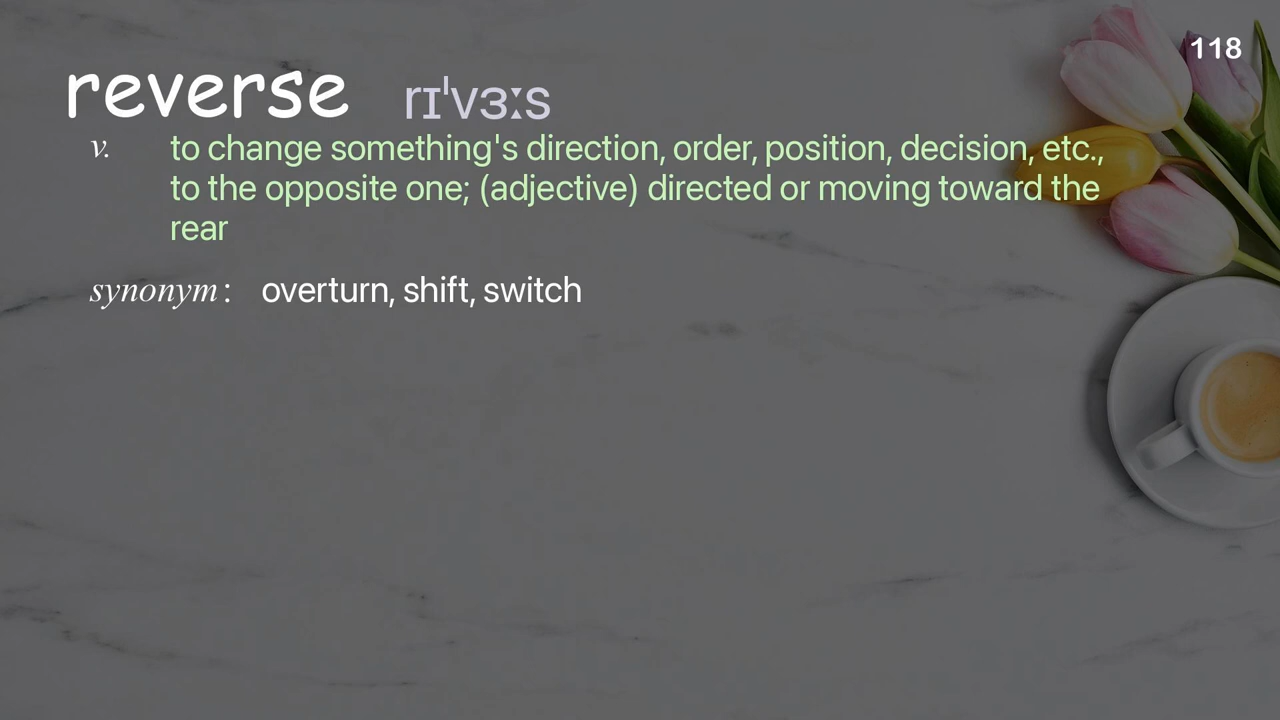 118
reverse rɪˈvɜːs
v. to change something's direction, order, position, decision, etc.,
to the opposite one; (adjective) directed or moving toward the
rear
synonym: overturn, shift, switch